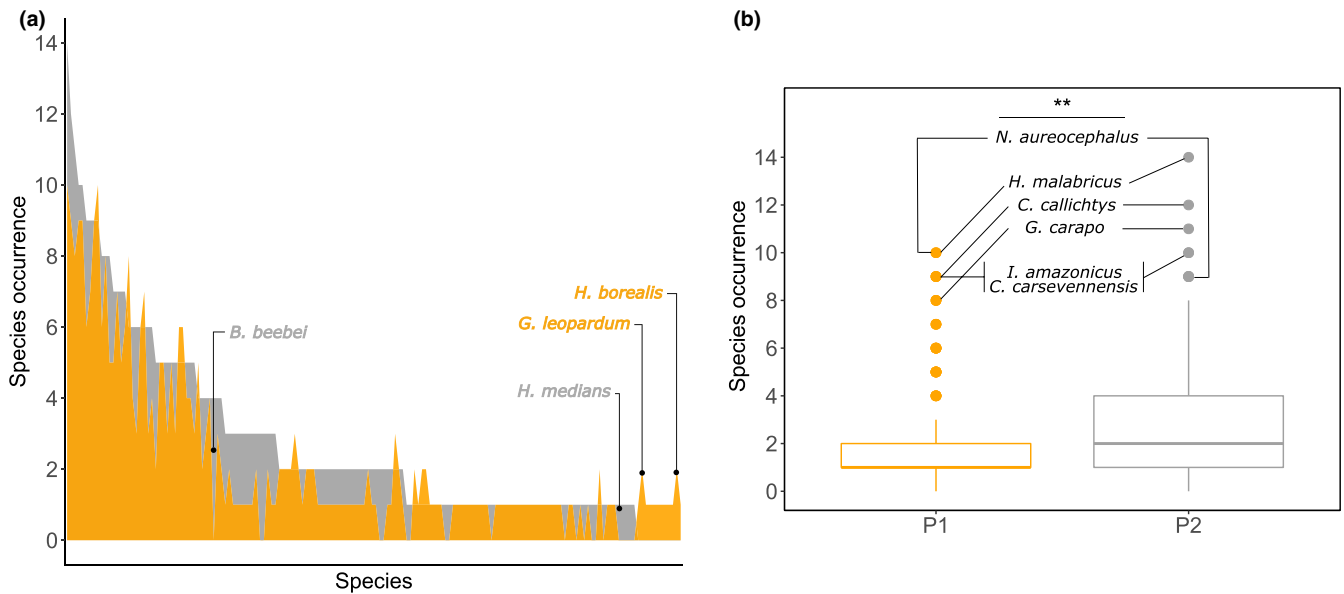 (a)
14
12
10
8
6
4
2
0
Species occurrence
Species
B. beebei
H. borealis
G. leopardum
H. medians
(b)
**
N. aureocephalus
H. malabricus
C. callichtys
G. carapo
I. amazonicus
C. carsevennensis
14
12
10
8
6
4
2
0
Species occurrence
P1 P2